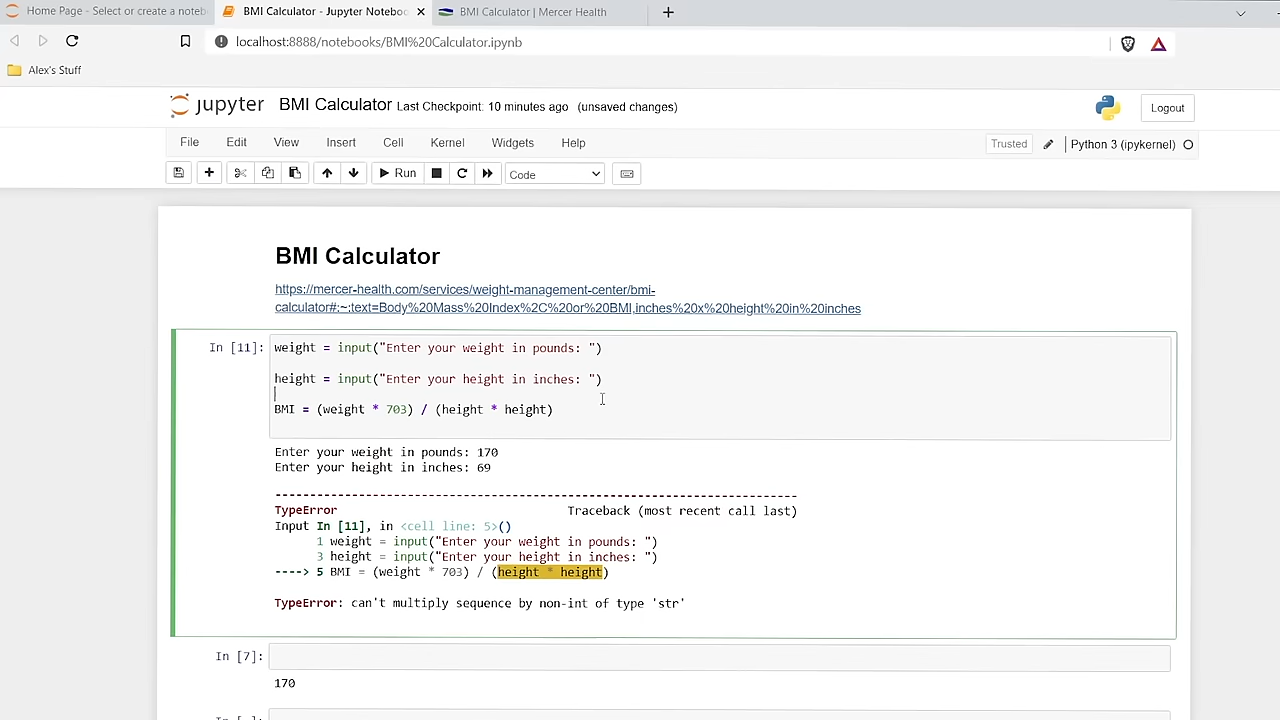 Home Page - Select or create a noteb
BMI Calculator - Jupyter Noteboo
BMI Calculator | Mercer Health
localhost:8888/notebooks/BMI%20Calculator.ipynb
Alex's Stuff
jupyter BMI Calculator Last Checkpoint: 10 minutes ago (unsaved changes)
Logout
File Edit View Insert Cell Kernel Widgets Help
Trusted
Python 3 (ipykernel)
Run
Code
BMI Calculator
https://mercer-health.com/services/weight-management-center/bmi-
calculator#:~:text=Body%20Mass%20Index%2C%20or%20BMI,inches%20x%20height%20in%20inches
In [11]: weight = input("Enter your weight in pounds: ")
height = input("Enter your height in inches: ")
BMI = (weight * 703) / (height * height)
Enter your weight in pounds: 170
Enter your height in inches: 69
---------------------------------------------------------------------------
TypeError Traceback (most recent call last)
Input In [11], in <cell line: 5>()
1 weight = input("Enter your weight in pounds: ")
3 height = input("Enter your height in inches: ")
----> 5 BMI = (weight * 703) / (height * height)
TypeError: can't multiply sequence by non-int of type 'str'
In [7]:
170